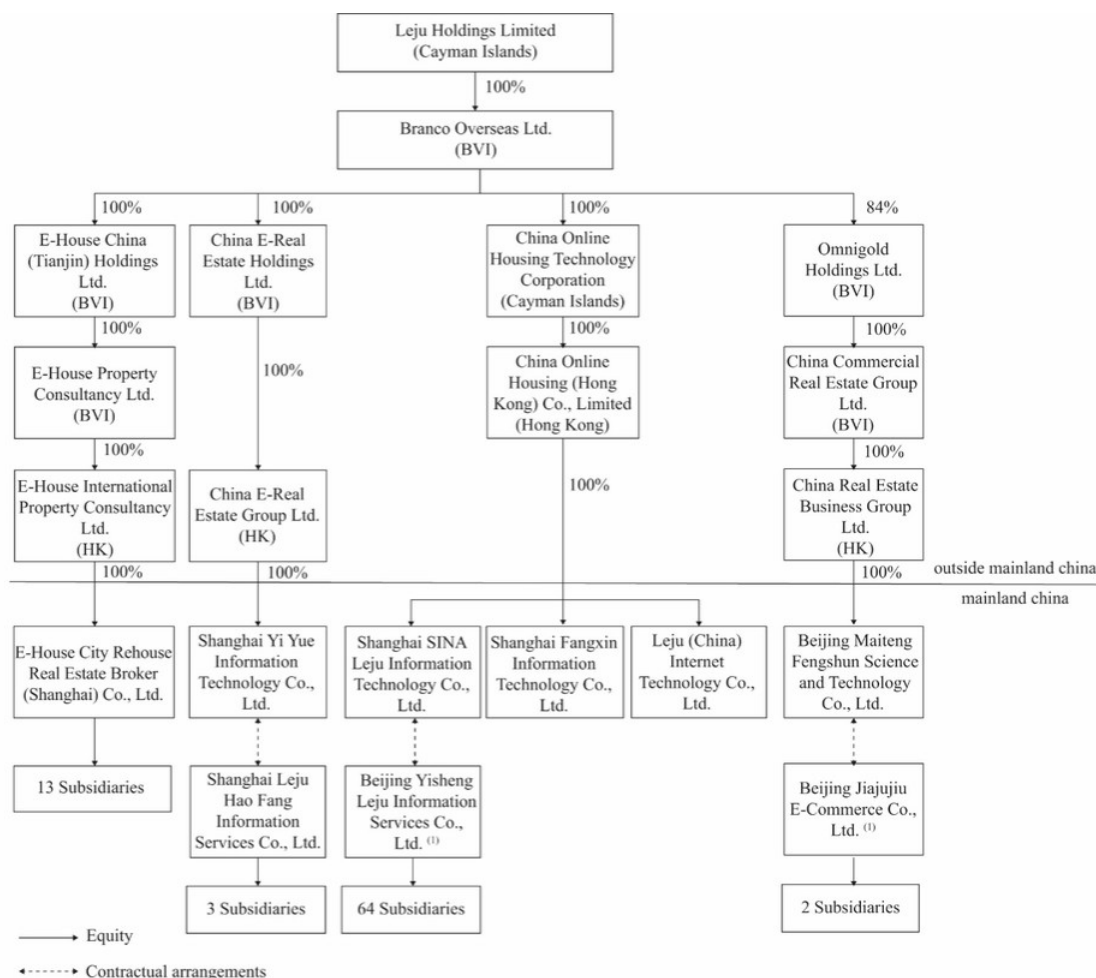 Leju Holdings Limited
(Cayman Islands)
100%
Branco Overseas Ltd.
(BVI)
100%
100%
100%
84%
E-House China
(Tianjin) Holdings
Ltd.
(BVI)
China E-Real
Estate Holdings
Ltd.
(BVI)
China Online
Housing Technology
Corporation
(Cayman Islands)
Omnigold
Holdings Ltd.
(BVI)
100%
100%
100%
100%
E-House Property
Consultancy Ltd.
(BVI)
China Online
Housing (Hong
Kong) Co., Limited
(Hong Kong)
China Commercial
Real Estate Group
Ltd.
(BVI)
100%
100%
100%
E-House International
Property Consultancy
Ltd.
(HK)
China E-Real
Estate Group Ltd.
(HK)
China Real Estate
Business Group
Ltd.
(HK)
100%
100%
100%
outside mainland china
mainland china
E-House City Rehouse
Real Estate Broker
(Shanghai) Co., Ltd.
Shanghai Yi Yue
Information
Technology Co.,
Ltd.
Shanghai SINA
Leju Information
Technology Co.,
Ltd.
Shanghai Fangxin
Information
Technology Co.,
Ltd.
Leju (China)
Internet
Technology Co.,
Ltd.
Beijing Maiteng
Fengshun Science
and Technology
Co., Ltd.
13 Subsidiaries
Shanghai Leju
Hao Fang
Information
Services Co., Ltd.
Beijing Yisheng
Leju Information
Services Co.,
Ltd. (1)
Beijing Jiajujiu
E-Commerce Co.,
Ltd. (1)
3 Subsidiaries
64 Subsidiaries
2 Subsidiaries
Equity
Contractual arrangements